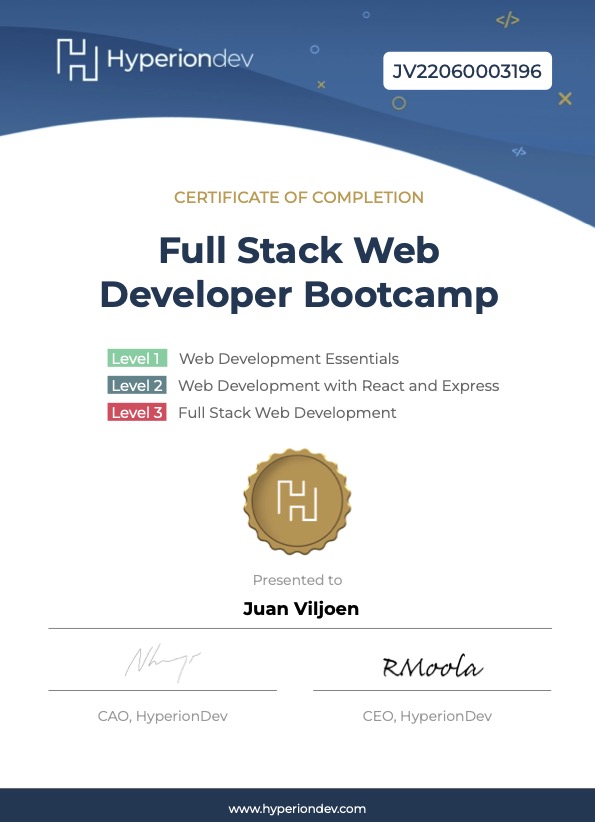 Hyperiondev
JV22060003196
CERTIFICATE OF COMPLETION
Full Stack Web
Developer Bootcamp
Level 1 Web Development Essentials
Level 2 Web Development with React and Express
Level 3 Full Stack Web Development
Presented to
Juan Viljoen
RMoola
CAO, HyperionDev CEO, HyperionDev
www.hyperiondev.com